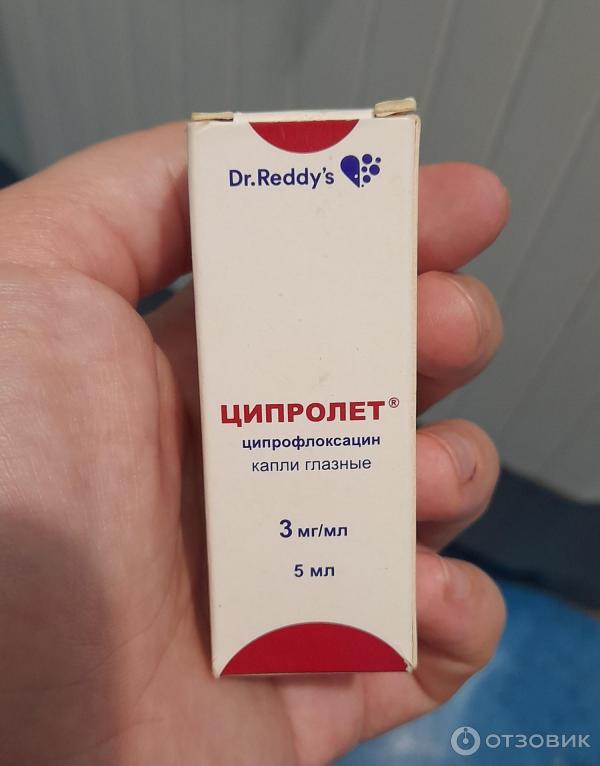 Dr.Reddy's
ЦИПРОЛЕТ®
ципрофлоксацин
капли глазные
3 мг/мл
5 мл
ОТЗОВИК